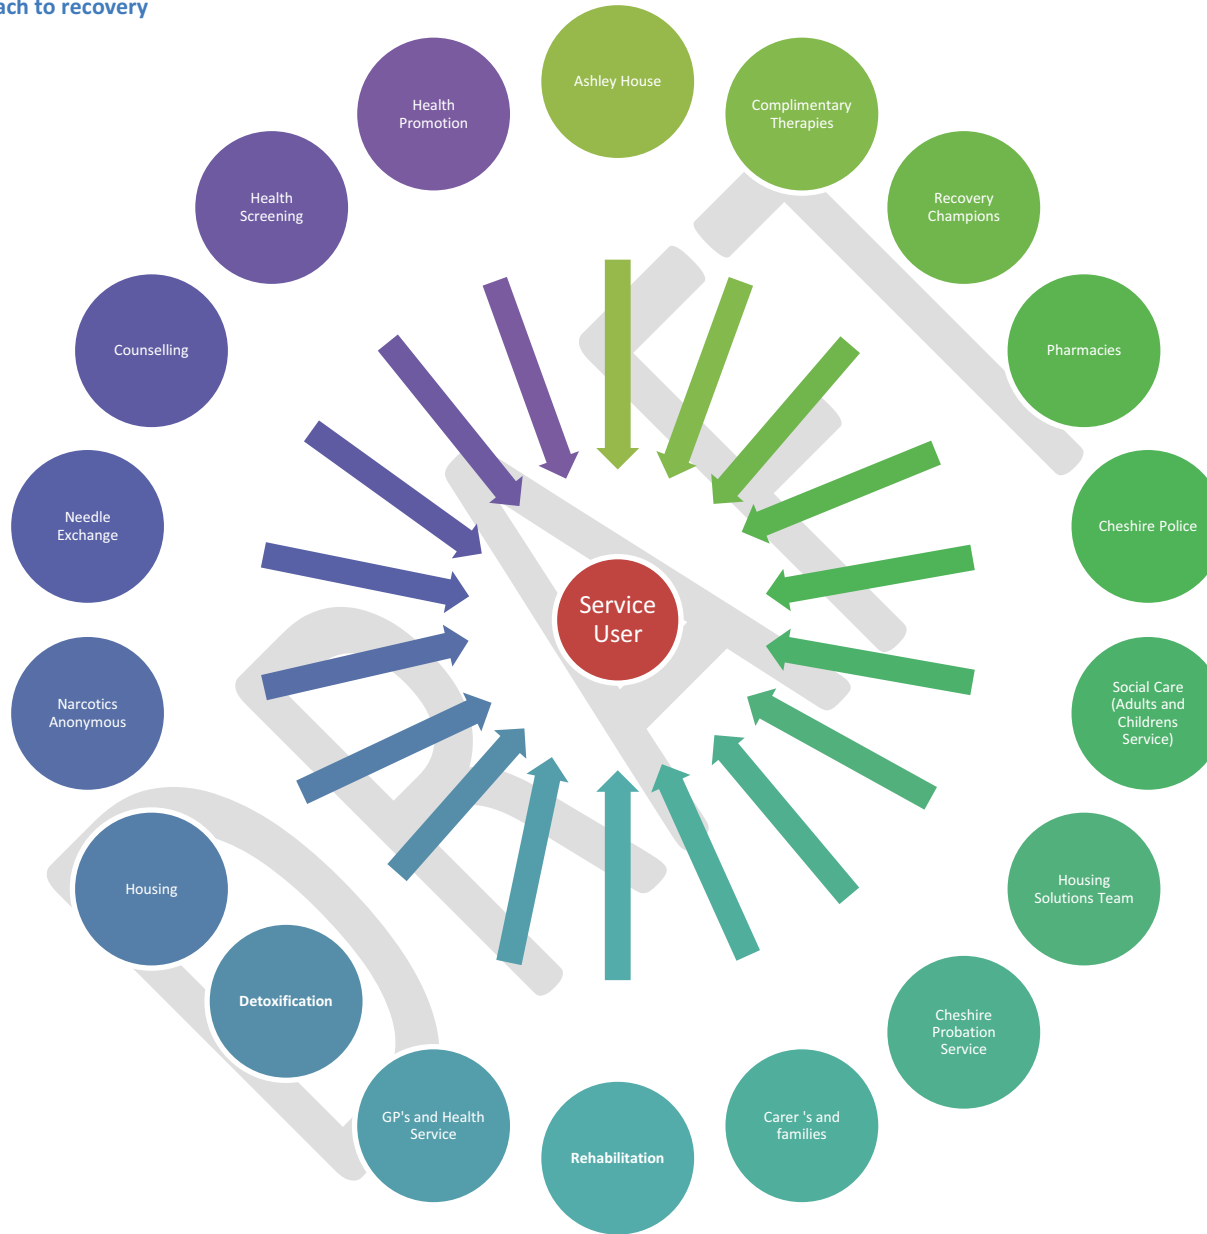 ach to recovery
Ashley House
Complimentary
Therapies
Recovery
Champions
Pharmacies
Cheshire Police
Social Care
(Adults and
Childrens
Service)
Housing
Solutions Team
Cheshire
Probation
Service
Carer 's and
families
Rehabilitation
GP's and Health
Service
Detoxification
Housing
Narcotics
Anonymous
Needle
Exchange
Counselling
Health
Screening
Health
Promotion
Service
User
DRAFT